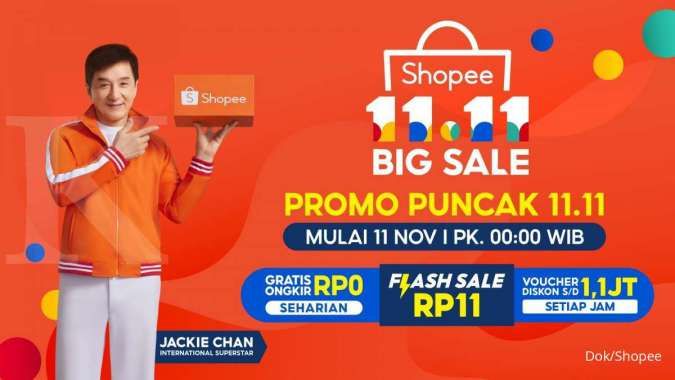 Shopee
Shopee
11.11
BIG SALE
PROMO PUNCAK 11.11
MULAI 11 NOV | PK. 00:00 WIB
GRATIS ONGKIR RP0
SEHARIAN
FLASH SALE
RP11
VOUCHER DISKON S/D 1,1JT
SETIAP JAM
JACKIE CHAN
INTERNATIONAL SUPERSTAR
Dok/Shopee